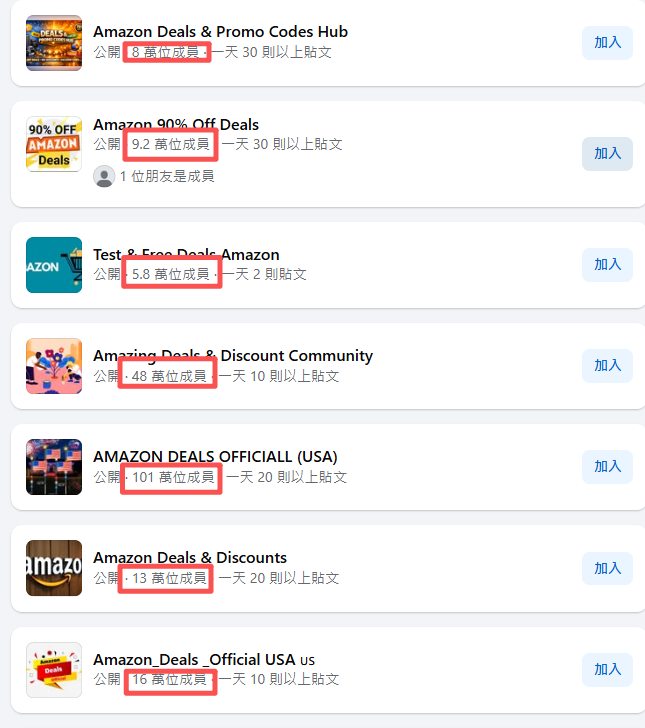 DEALS &
PROMO CODES HUB
Amazon Deals & Promo Codes Hub
公開 · 8 萬位成員 · 一天 30 則以上貼文
加入
90% OFF
AMAZON
Deals
Amazon 90% Off Deals
公開 · 9.2 萬位成員 · 一天 30 則以上貼文
1 位朋友是成員
加入
AZON
Test & Free Deals Amazon
公開 · 5.8 萬位成員 · 一天 2 則貼文
加入
Amazing Deals & Discount Community
公開 · 48 萬位成員 · 一天 10 則以上貼文
加入
AMAZON DEALS OFFICIALL (USA)
公開 · 101 萬位成員 · 一天 20 則以上貼文
加入
amazo
Amazon Deals & Discounts
公開 · 13 萬位成員 · 一天 20 則以上貼文
加入
Amazon
Deals
Amazon_Deals _Official USA us
公開 · 16 萬位成員 · 一天 10 則以上貼文
加入